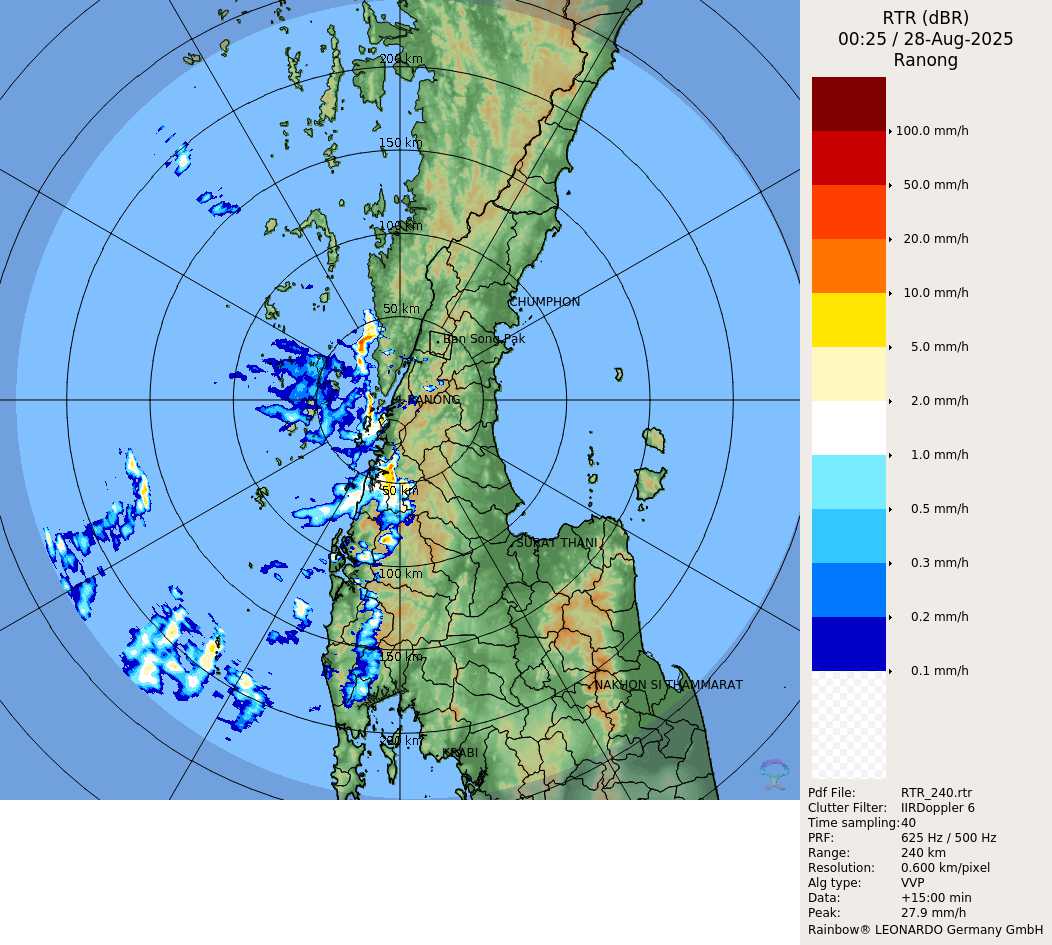 RTR (dBR)
00:25 / 28-Aug-2025
Ranong
100.0 mm/h
50.0 mm/h
20.0 mm/h
10.0 mm/h
5.0 mm/h
2.0 mm/h
1.0 mm/h
0.5 mm/h
0.3 mm/h
0.2 mm/h
0.1 mm/h
Pdf File: RTR_240.rtr
Clutter Filter: IIRDoppler 6
Time sampling: 40
PRF: 625 Hz / 500 Hz
Range: 240 km
Resolution: 0.600 km/pixel
Alg type: VVP
Data: +15:00 min
Peak: 27.9 mm/h
Rainbow® LEONARDO Germany GmbH
200 km
150 km
100 km
CHUMPHON
50 km
Ban Song Pak
RANONG
50 km
SURAT THANI
100 km
150 km
NAKHON SI THAMMARAT
200 km
KRABI